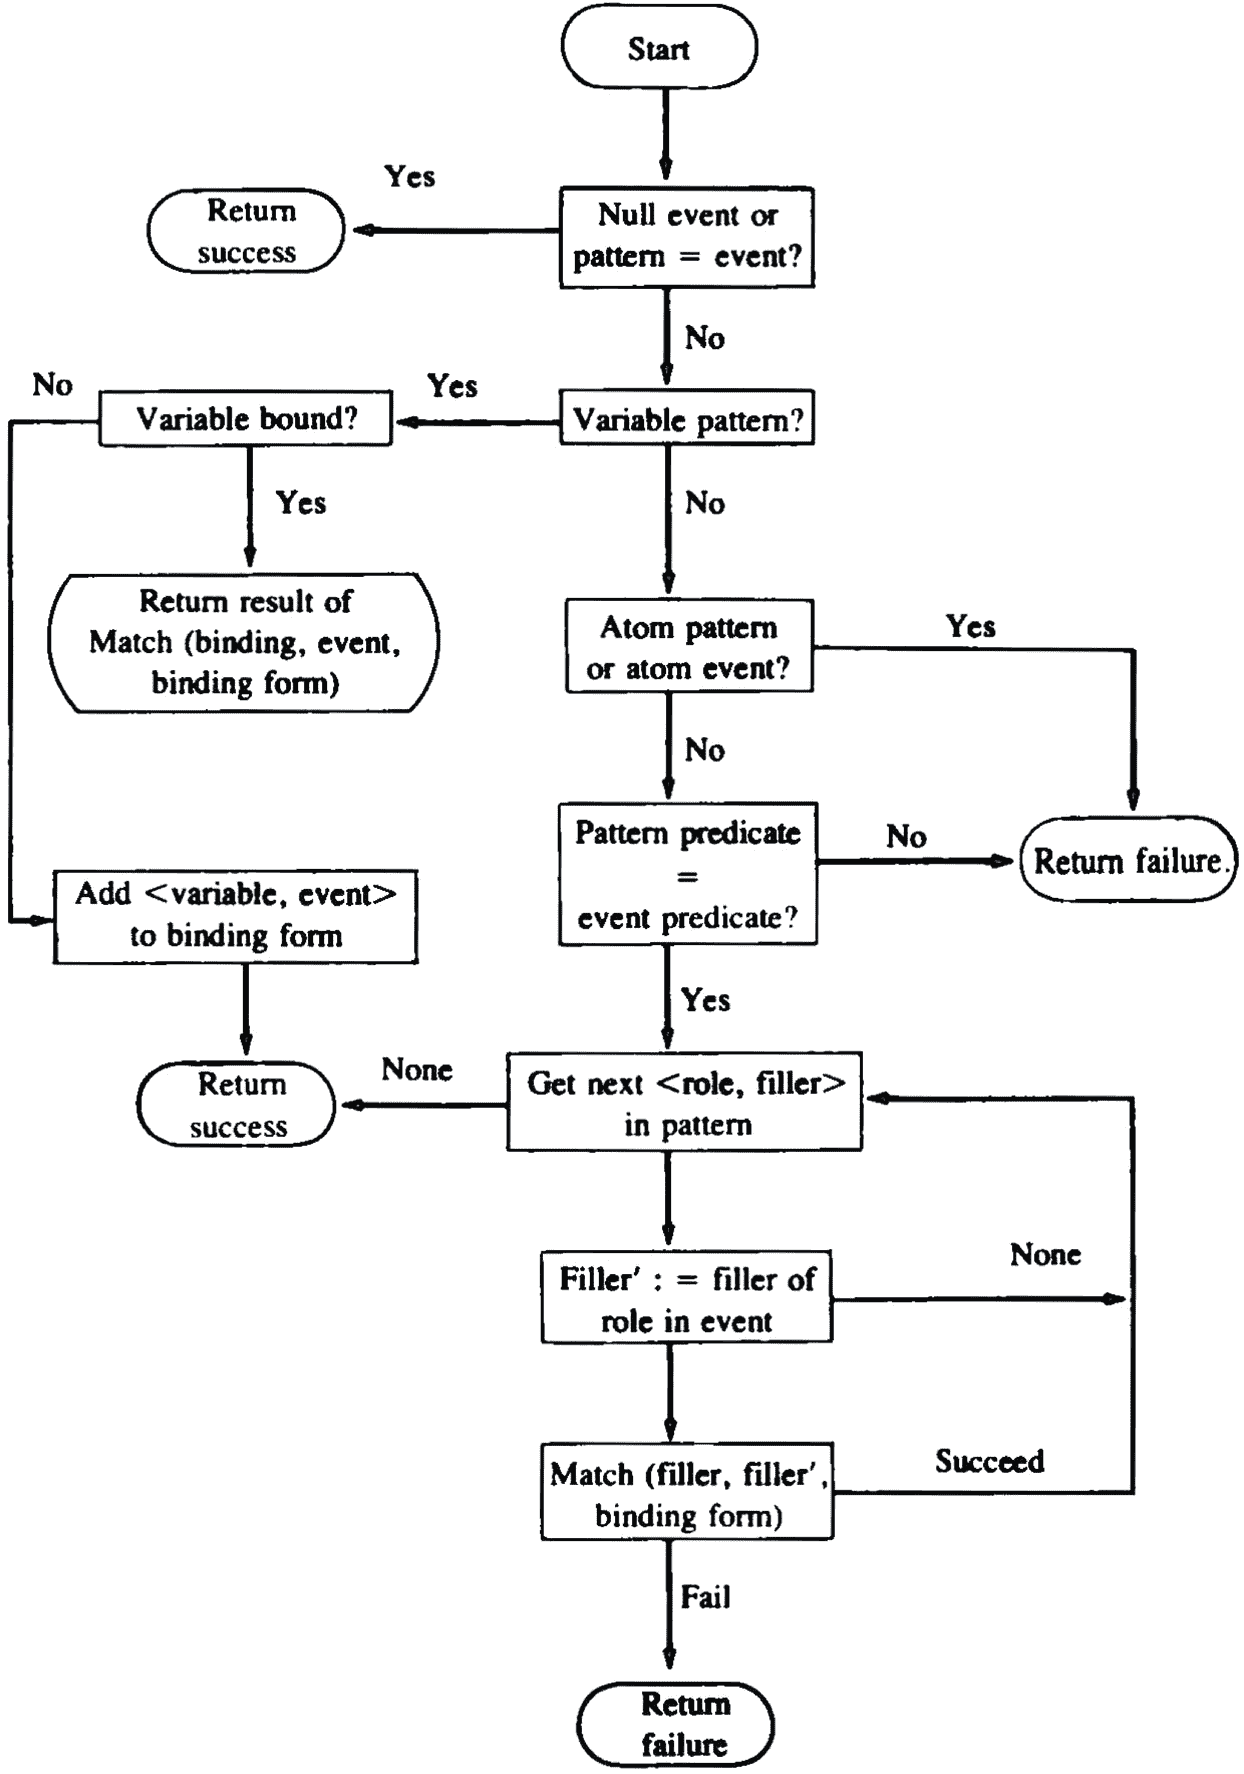 Start
Yes
Return
success
Null event or
pattern = event?
No
No
Variable bound?
Yes
Variable pattern?
Yes
No
Return result of
Match (binding, event,
binding form)
Atom pattern
or atom event?
Yes
No
Pattern predicate
=
event predicate?
No
Return failure.
Add <variable, event>
to binding form
Yes
Return
success
None
Get next <role, filler>
in pattern
Filler′ : = filler of
role in event
None
Match (filler, filler′,
binding form)
Succeed
Fail
Return
failure